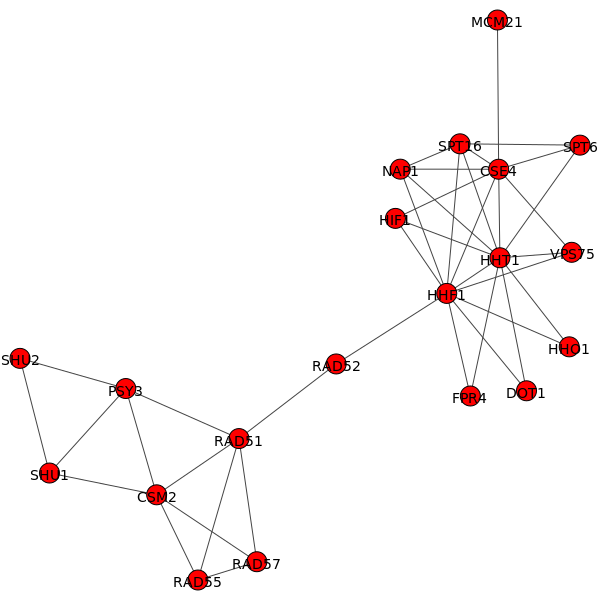 MCM21
SPT16
SPT6
NAP1
CSE4
HIF1
HHT1
VPS75
HHF1
HHO1
RAD52
SHU2
PSY3
FPR4
DOT1
RAD51
SHU1
CSM2
RAD57
RAD55